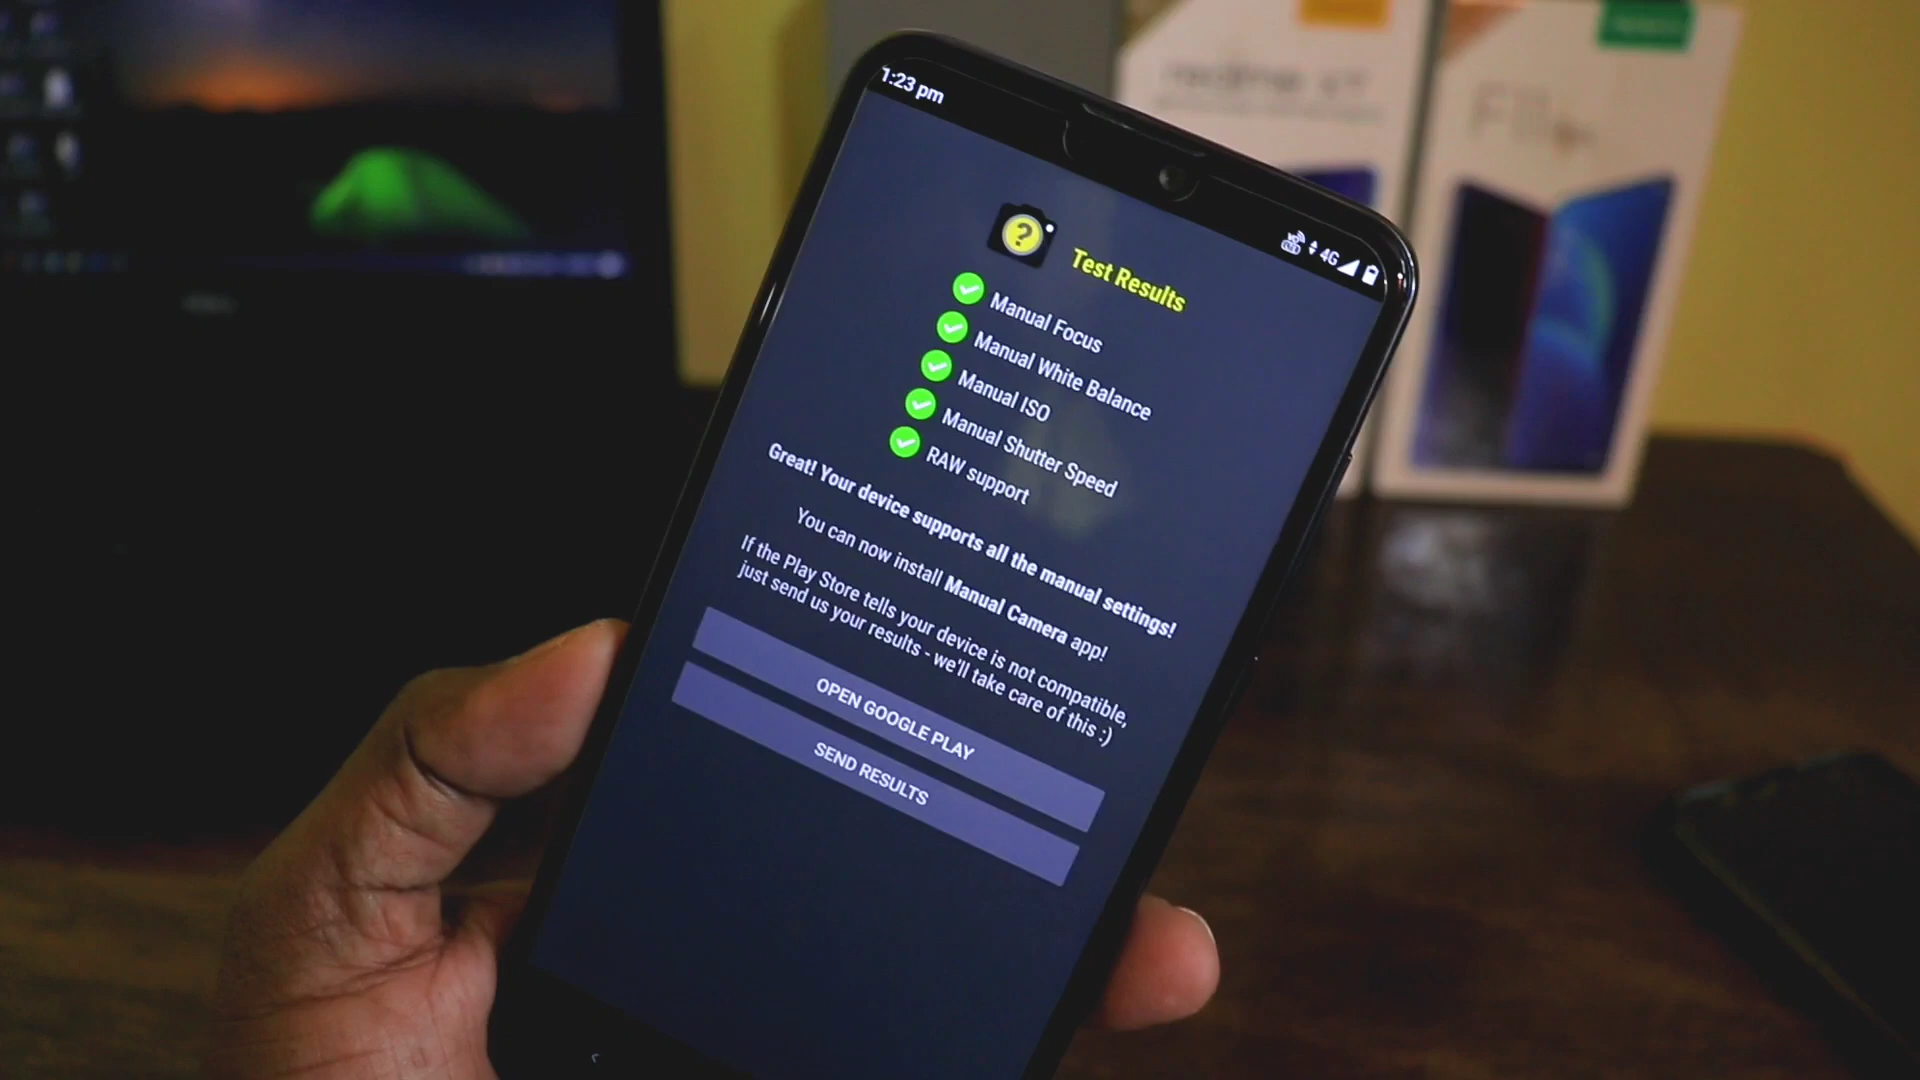 1:23 pm
4G
Test Results
Manual Focus
Manual White Balance
Manual ISO
Manual Shutter Speed
RAW support
Great! Your device supports all the manual settings!
You can now install Manual Camera app!
If the Play Store tells your device is not compatible,
just send us your results - we'll take care of this :)
OPEN GOOGLE PLAY
SEND RESULTS
realme XT